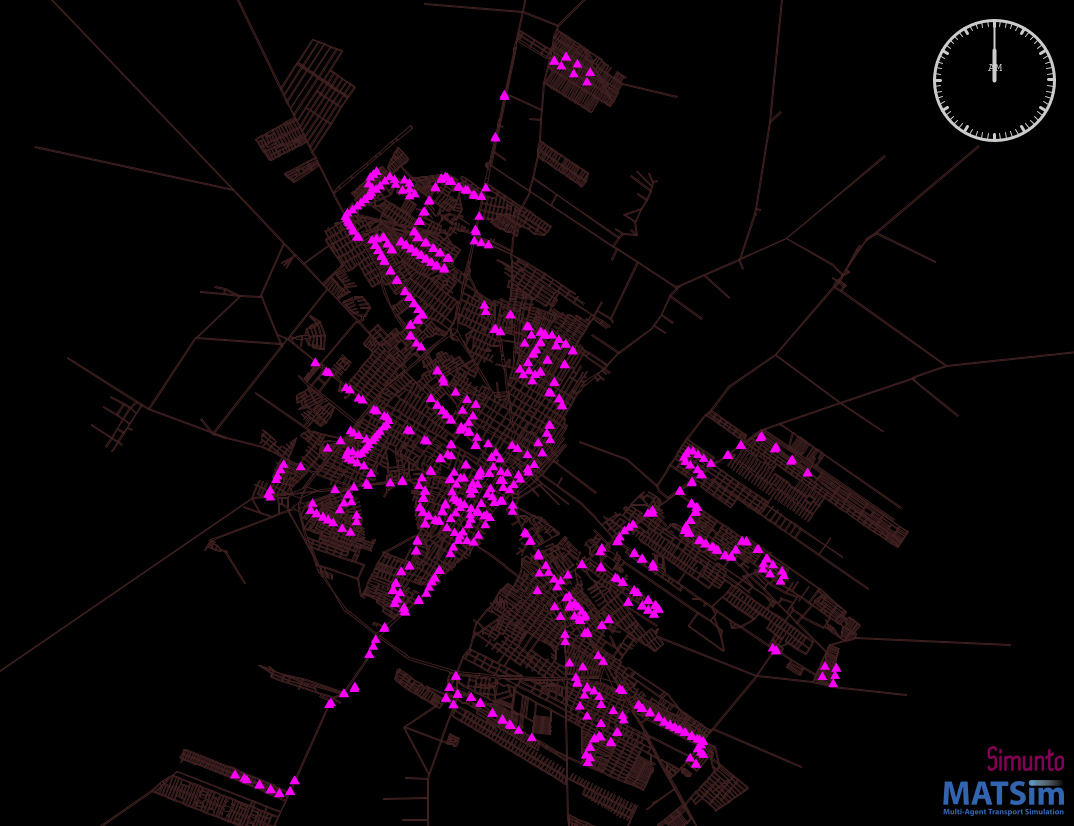 AM
Simunto
MATSim
Multi-Agent Transport Simulation